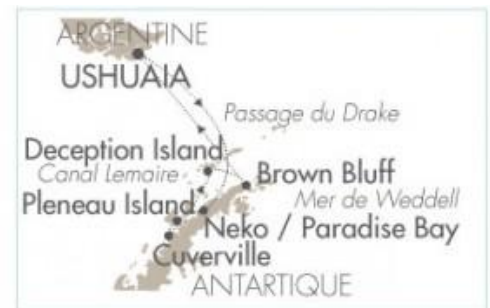 ARGENTINE
USHUAIA
Passage du Drake
Deception Island
Canal Lemaire
Brown Bluff
Mer de Weddell
Pleneau Island
Neko / Paradise Bay
Cuverville
ANTARTIQUE